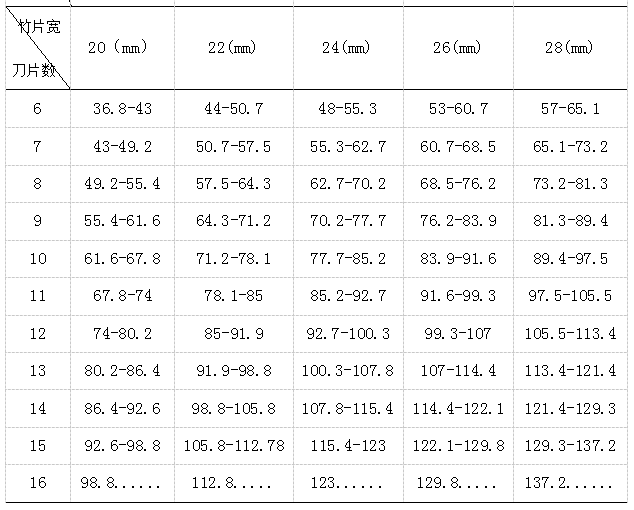 竹片宽
刀片数
20（mm） 22(mm) 24(mm) 26(mm) 28(mm)
6 36.8-43 44-50.7 48-55.3 53-60.7 57-65.1
7 43-49.2 50.7-57.5 55.3-62.7 60.7-68.5 65.1-73.2
8 49.2-55.4 57.5-64.3 62.7-70.2 68.5-76.2 73.2-81.3
9 55.4-61.6 64.3-71.2 70.2-77.7 76.2-83.9 81.3-89.4
10 61.6-67.8 71.2-78.1 77.7-85.2 83.9-91.6 89.4-97.5
11 67.8-74 78.1-85 85.2-92.7 91.6-99.3 97.5-105.5
12 74-80.2 85-91.9 92.7-100.3 99.3-107 105.5-113.4
13 80.2-86.4 91.9-98.8 100.3-107.8 107-114.4 113.4-121.4
14 86.4-92.6 98.8-105.8 107.8-115.4 114.4-122.1 121.4-129.3
15 92.6-98.8 105.8-112.78 115.4-123 122.1-129.8 129.3-137.2
16 98.8...... 112.8..... 123...... 129.8..... 137.2......